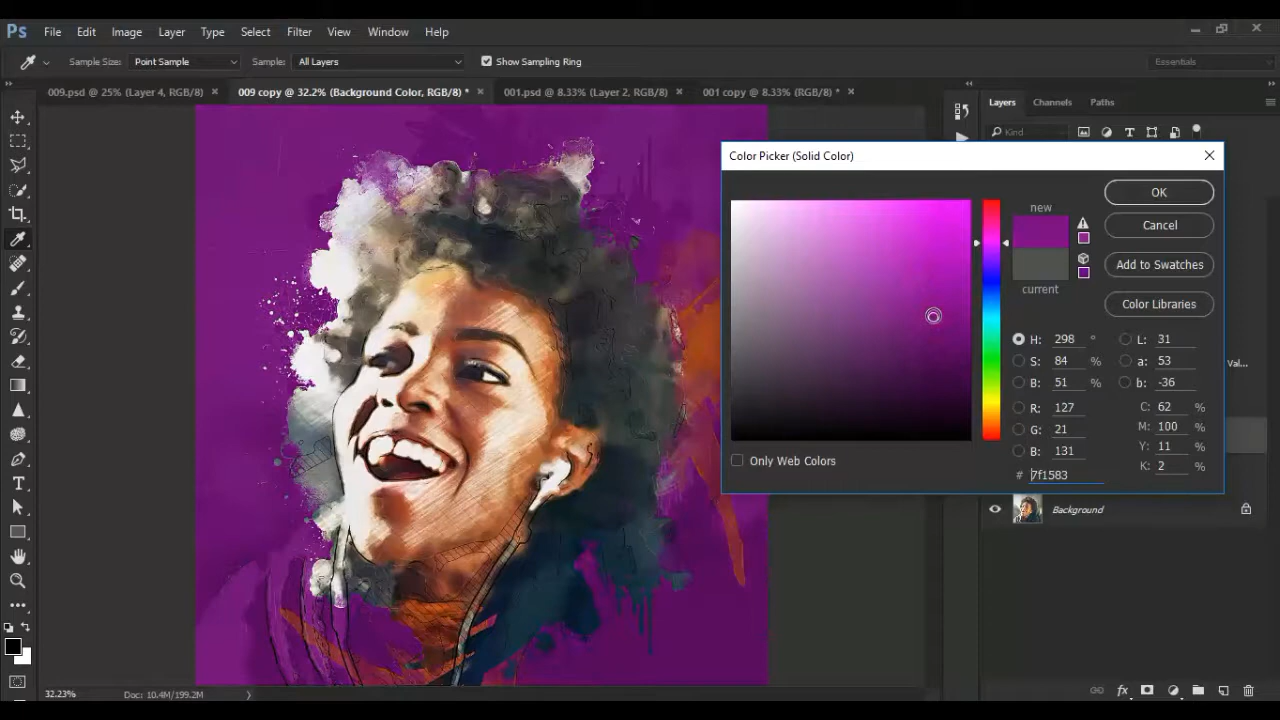 Ps File Edit Image Layer Type Select Filter View Window Help
Sample Size: Point Sample Sample: All Layers Show Sampling Ring Essentials
009.psd @ 25% (Layer 4, RGB/8) × 009 copy @ 32.2% (Background Color, RGB/8) * × 001.psd @ 8.33% (Layer 2, RGB/8) × 001 copy @ 8.33% (RGB/8) * ×
Layers Channels Paths
Kind
Color Picker (Solid Color)
new
current
OK
Cancel
Add to Swatches
Color Libraries
H: 298 ° L: 31
S: 84 % a: 53
B: 51 % b: -36
R: 127 C: 62 %
G: 21 M: 100 %
B: 131 Y: 11 %
K: 2 %
# 7f1583
Only Web Colors
Val...
Background
32.23% Doc: 10.4M/199.2M